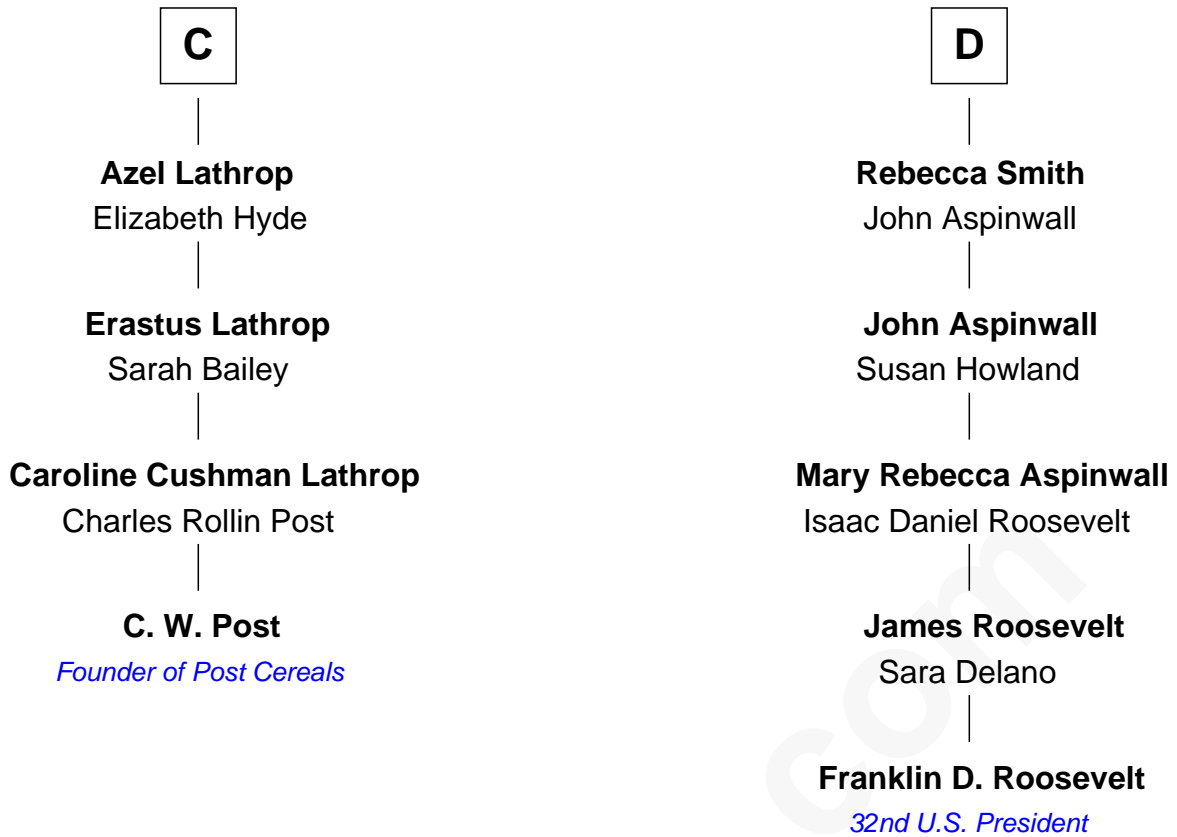 C
Azel Lathrop
Elizabeth Hyde
Erastus Lathrop
Sarah Bailey
Caroline Cushman Lathrop
Charles Rollin Post
C. W. Post
Founder of Post Cereals
D
Rebecca Smith
John Aspinwall
John Aspinwall
Susan Howland
Mary Rebecca Aspinwall
Isaac Daniel Roosevelt
James Roosevelt
Sara Delano
Franklin D. Roosevelt
32nd U.S. President
com